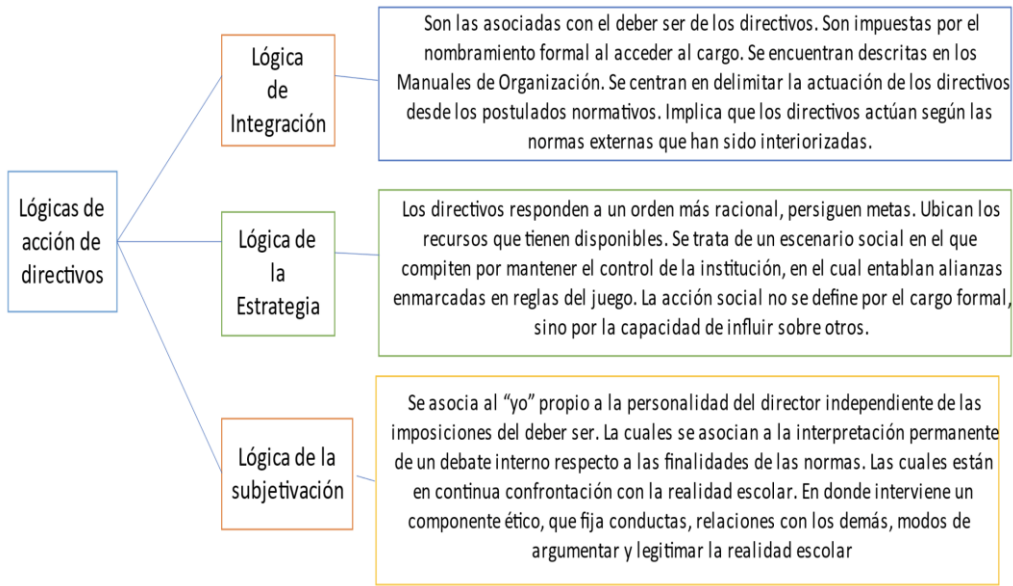 Lógicas de
acción de
directivos
Lógica
de
Integración
Son las asociadas con el deber ser de los directivos. Son impuestas por el
nombramiento formal al acceder al cargo. Se encuentran descritas en los
Manuales de Organización. Se centran en delimitar la actuación de los directivos
desde los postulados normativos. Implica que los directivos actúan según las
normas externas que han sido interiorizadas.
Lógica de
la
Estrategia
Los directivos responden a un orden más racional, persiguen metas. Ubican los
recursos que tienen disponibles. Se trata de un escenario social en el que
compiten por mantener el control de la institución, en el cual entablan alianzas
enmarcadas en reglas del juego. La acción social no se define por el cargo formal,
sino por la capacidad de influir sobre otros.
Lógica de la
subjetivación
Se asocia al “yo” propio a la personalidad del director independiente de las
imposiciones del deber ser. La cuales se asocian a la interpretación permanente
de un debate interno respecto a las finalidades de las normas. Las cuales están
en continua confrontación con la realidad escolar. En donde interviene un
componente ético, que fija conductas, relaciones con los demás, modos de
argumentar y legitimar la realidad escolar